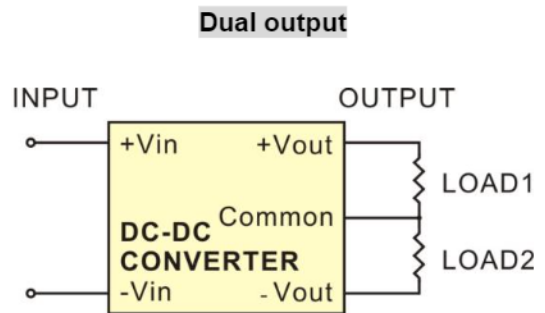 Dual output
INPUT OUTPUT
+Vin +Vout
LOAD1
Common
DC-DC
CONVERTER
LOAD2
-Vin -Vout